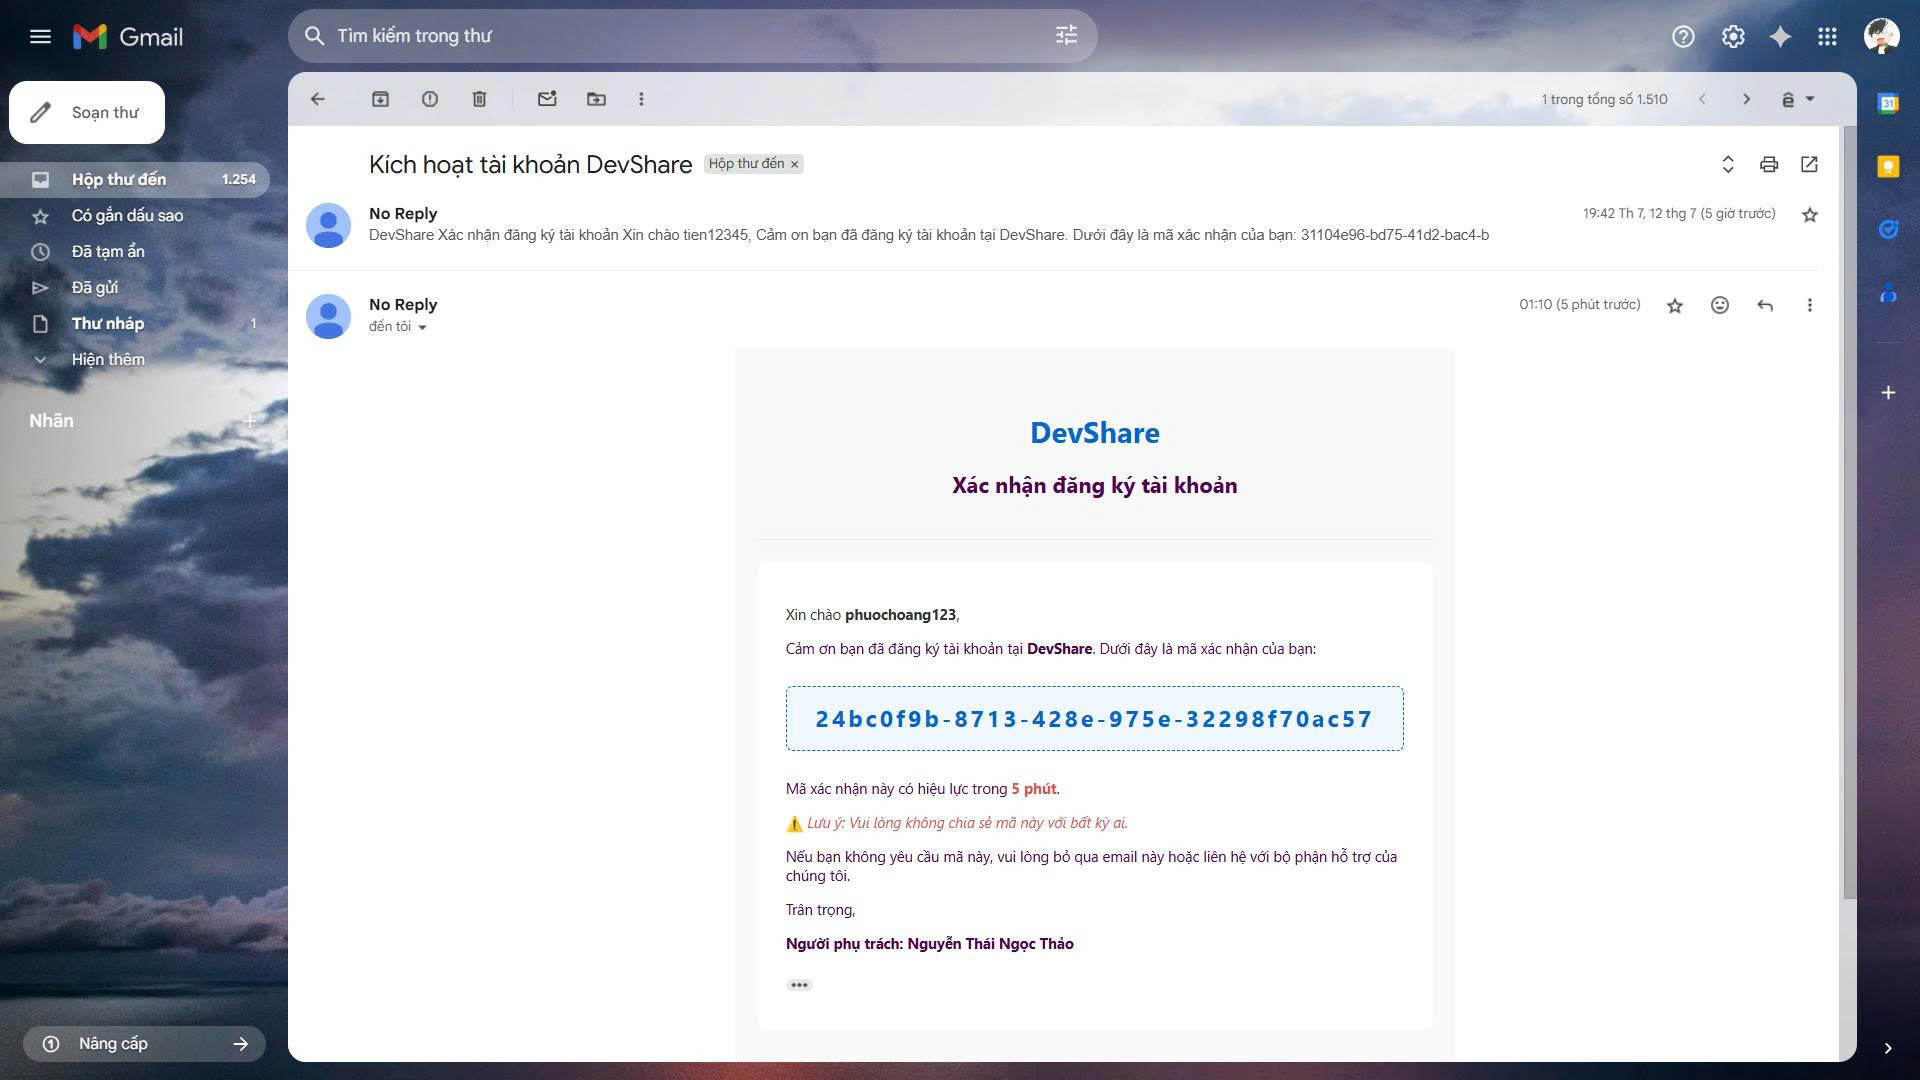 Gmail
Tìm kiếm trong thư
Soạn thư
1 trong tổng số 1.510
Hộp thư đến 1.254
Có gắn dấu sao
Đã tạm ẩn
Đã gửi
Thư nháp 1
Hiện thêm
Nhãn
Nâng cấp
Kích hoạt tài khoản DevShare Hộp thư đến ×
No Reply 19:42 Th 7, 12 thg 7 (5 giờ trước)
DevShare Xác nhận đăng ký tài khoản Xin chào tien12345, Cảm ơn bạn đã đăng ký tài khoản tại DevShare. Dưới đây là mã xác nhận của bạn: 31104e96-bd75-41d2-bac4-b
No Reply 01:10 (5 phút trước)
đến tôi
DevShare
Xác nhận đăng ký tài khoản
Xin chào phuochoang123,
Cảm ơn bạn đã đăng ký tài khoản tại DevShare. Dưới đây là mã xác nhận của bạn:
24bc0f9b-8713-428e-975e-32298f70ac57
Mã xác nhận này có hiệu lực trong 5 phút.
⚠️ Lưu ý: Vui lòng không chia sẻ mã này với bất kỳ ai.
Nếu bạn không yêu cầu mã này, vui lòng bỏ qua email này hoặc liên hệ với bộ phận hỗ trợ của
chúng tôi.
Trân trọng,
Người phụ trách: Nguyễn Thái Ngọc Thảo
31